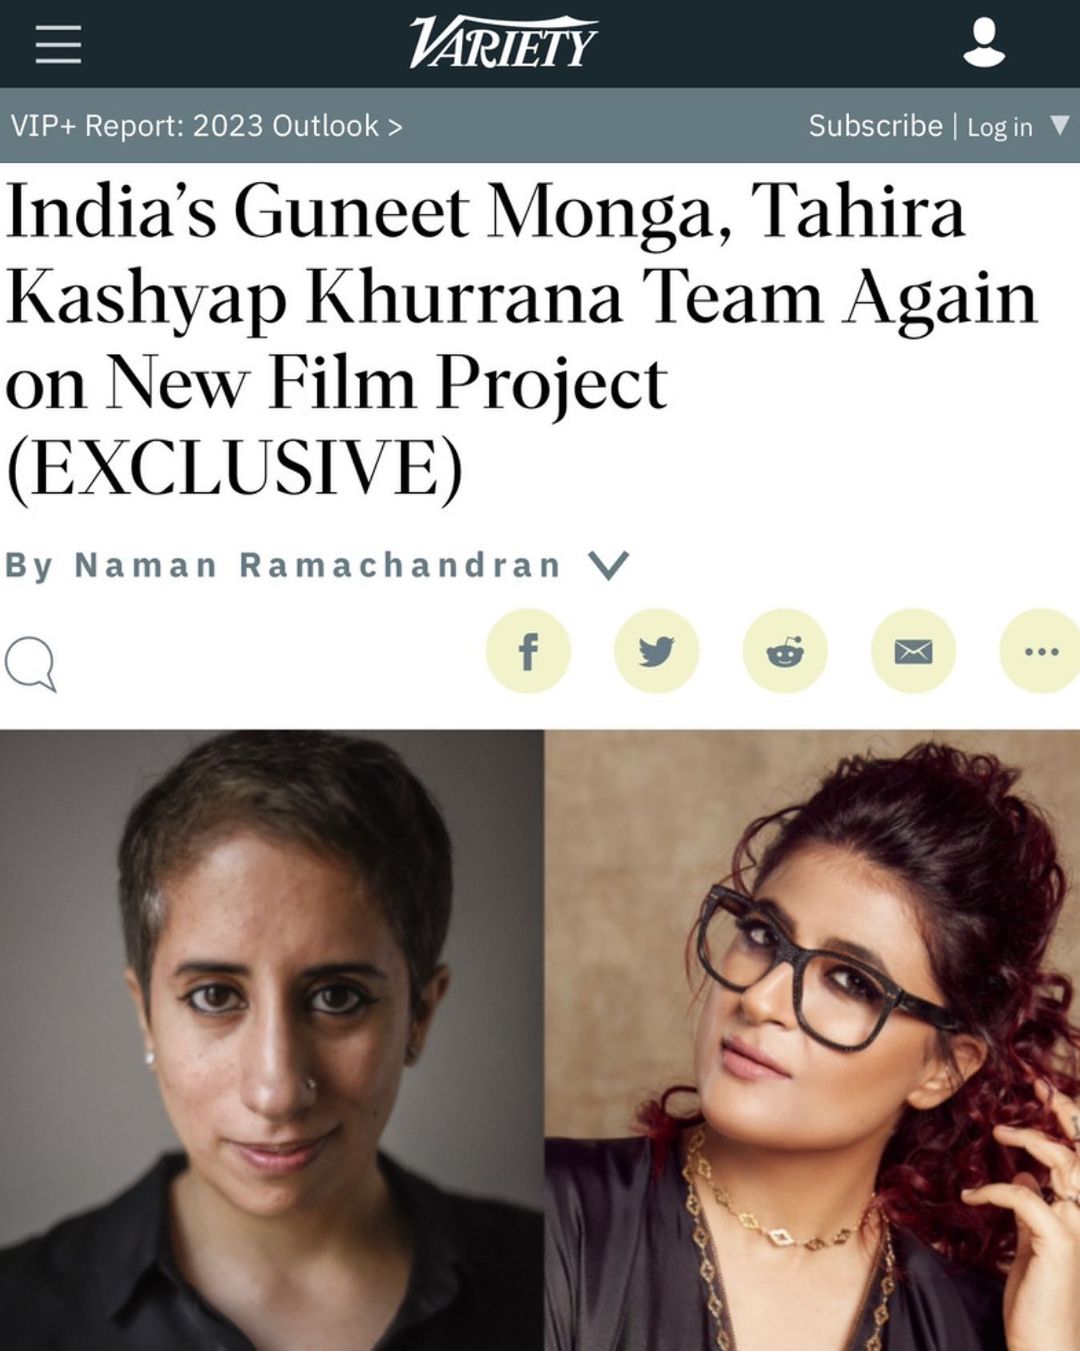 VARIETY
VIP+ Report: 2023 Outlook >
Subscribe | Log in ▼
India’s Guneet Monga, Tahira
Kashyap Khurrana Team Again
on New Film Project
(EXCLUSIVE)
By Naman Ramachandran